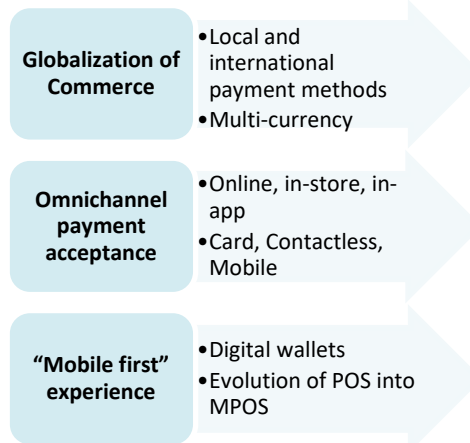 Globalization of
Commerce
•Local and
international
payment methods
•Multi-currency
Omnichannel
payment
acceptance
•Online, in-store, in-
app
•Card, Contactless,
Mobile
“Mobile first”
experience
•Digital wallets
•Evolution of POS into
MPOS